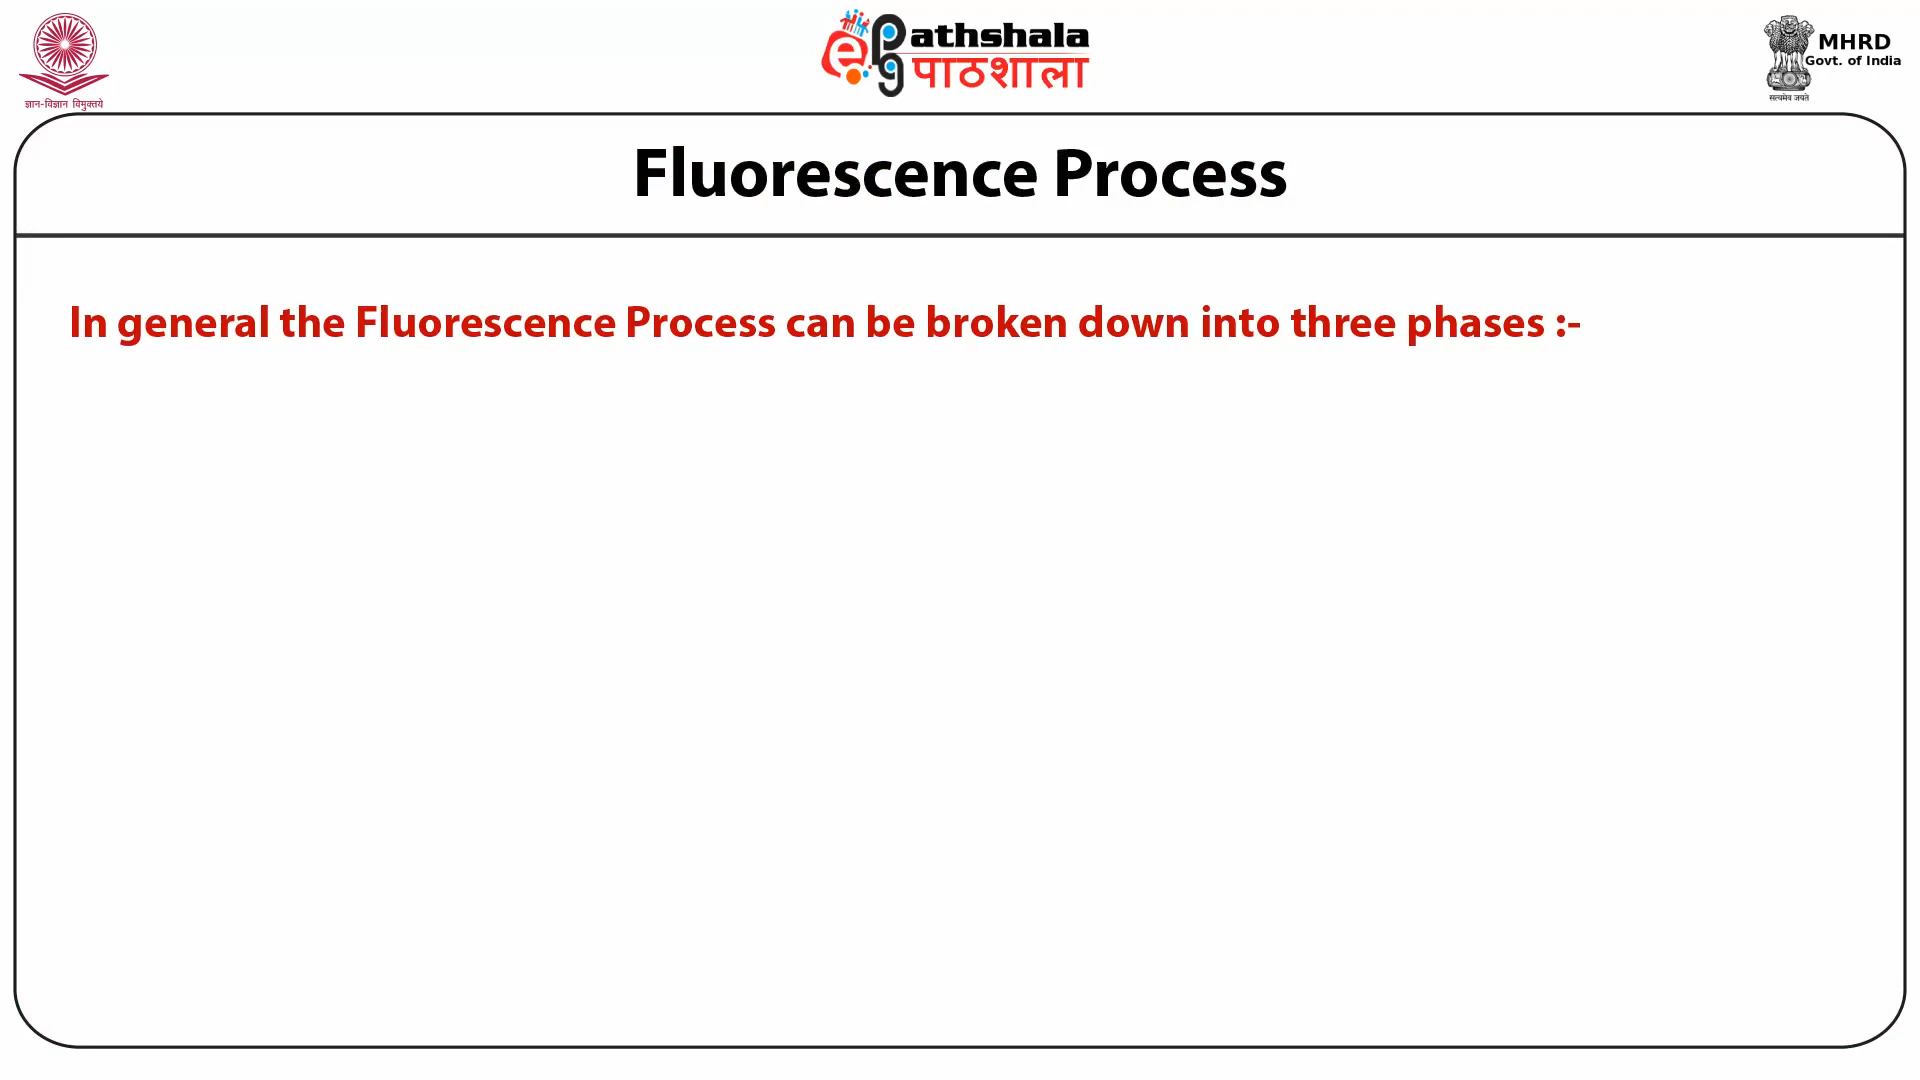 ज्ञान-विज्ञान विमुक्तये
ePathshala
पाठशाला
MHRD
Govt. of India
सत्यमेव जयते
Fluorescence Process
In general the Fluorescence Process can be broken down into three phases :-